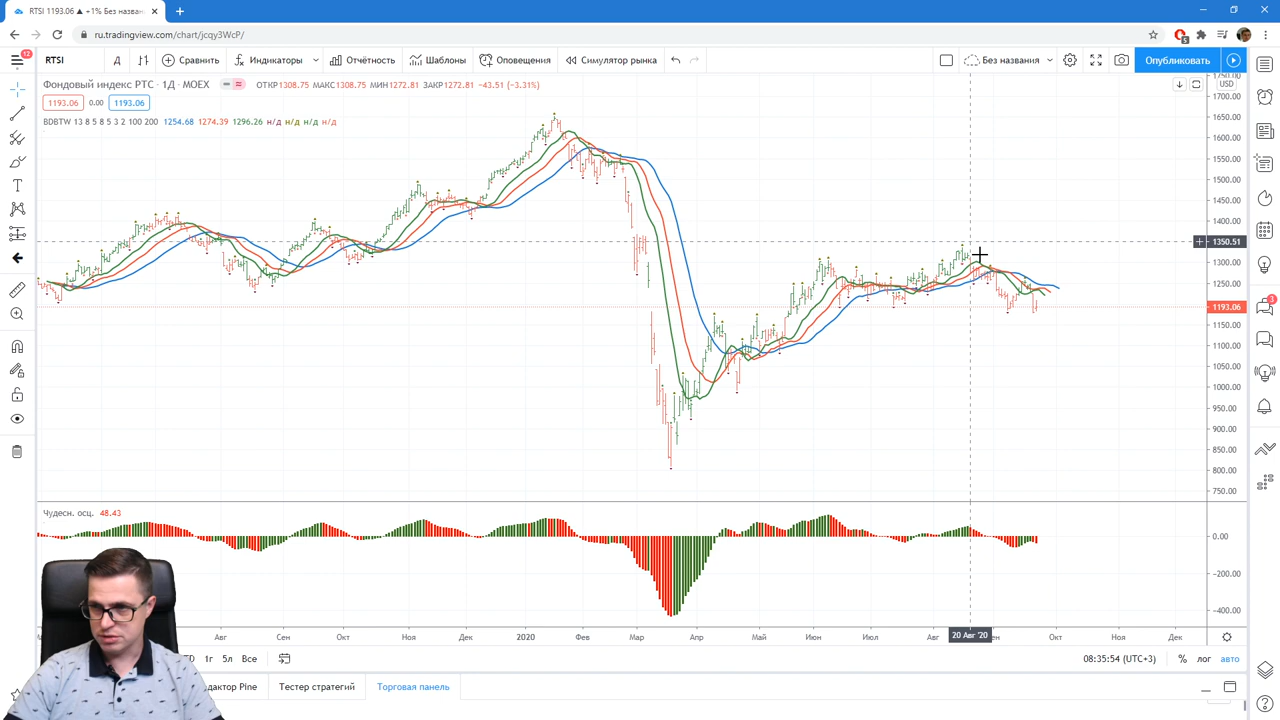 RTSI 1193.06 ▲ +1% Без назван
ru.tradingview.com/chart/jcqy3WcP/
5
12
RTSI
Д
Сравнить
Индикаторы
Отчётность
Шаблоны
Оповещения
Симулятор рынка
Без названия
Опубликовать
Фондовый индекс РТС · 1Д · MOEX
ОТКР1308.75 МАКС1308.75 МИН1272.81 ЗАКР1272.81 −43.51 (−3.31%)
1193.06 0.00 1193.06
BDBTW 13 8 5 8 5 3 2 100 200 1254.68 1274.39 1296.26 н/д н/д н/д н/д
USD
1750.00
1700.00
1650.00
1600.00
1550.00
1500.00
1450.00
1400.00
1350.51
1300.00
1250.00
1193.06
1150.00
1100.00
1050.00
1000.00
950.00
900.00
850.00
800.00
750.00
3
Чудесн. осц. 48.43
0.00
−200.00
−400.00
Авг Сен Окт Ноя Дек 2020 Фев Мар Апр Май Июн Июл Авг 20 Авг '20 ен Окт Ноя Дек
1г 5л Все
08:35:54 (UTC+3)
% лог авто
дактор Pine
Тестер стратегий
Торговая панель